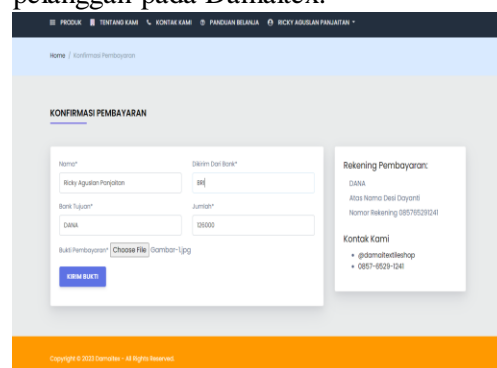 pelanggan pada Damaitex.
PRODUK TENTANG KAMI KONTAK KAMI PANDUAN BELANJA RICKY AGUSLAN PANJAITAN
Home / Konfirmasi Pembayaran
KONFIRMASI PEMBAYARAN
Nama*
Dikirim Dari Bank*
Ricky Aguslan Panjaitan
BRI
Bank Tujuan*
Jumlah*
DANA
126000
Bukti Pembayaran* Choose File Gambar-1.jpg
KIRIM BUKTI
Rekening Pembayaran:
DANA
Atas Nama Desi Dayanti
Nomor Rekening 085765291241
Kontak Kami
@damaitextileshop
0857-6529-1241
Copyright © 2023 Damaitex - All Rights Reserved.